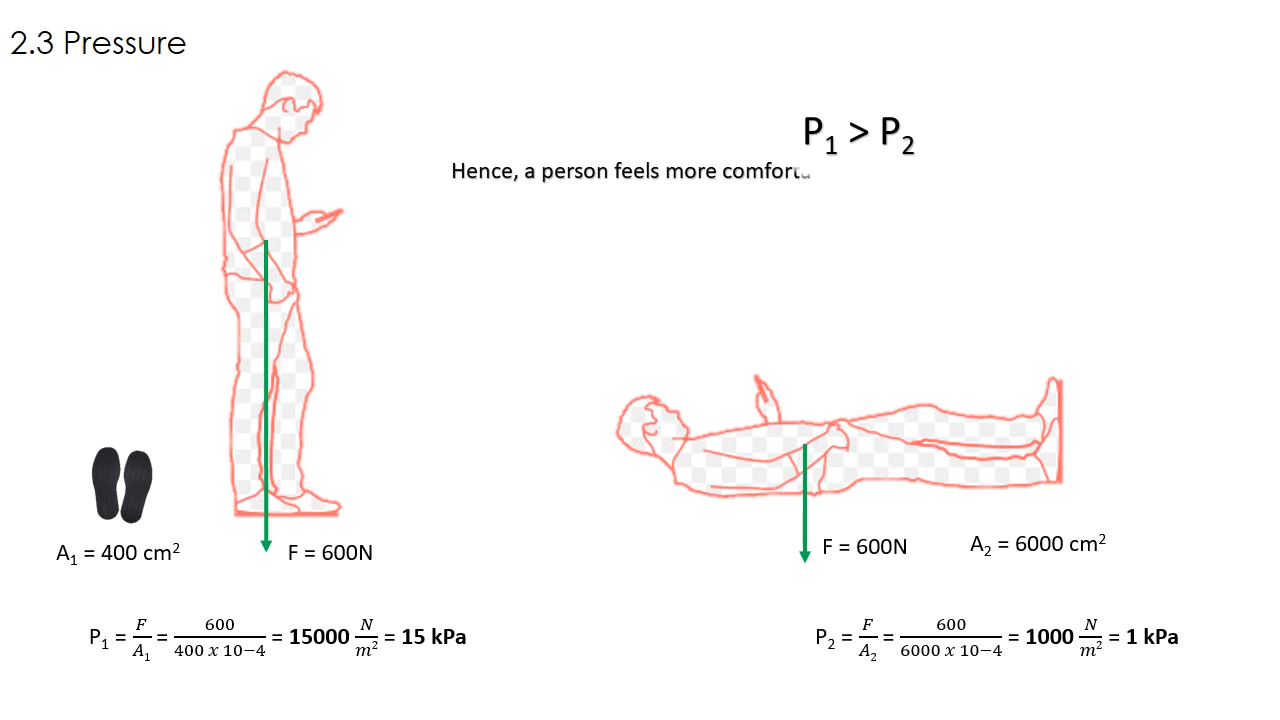 2.3 Pressure
P₁ > P₂
Hence, a person feels more
A₁ = 400 cm²
F = 600N
F = 600N
A₂ = 6000 cm²
P₁ = F/A₁ = 600/400 x 10−4 = 15000 N/m² = 15 kPa
P₂ = F/A₂ = 600/6000 x 10−4 = 1000 N/m² = 1 kPa